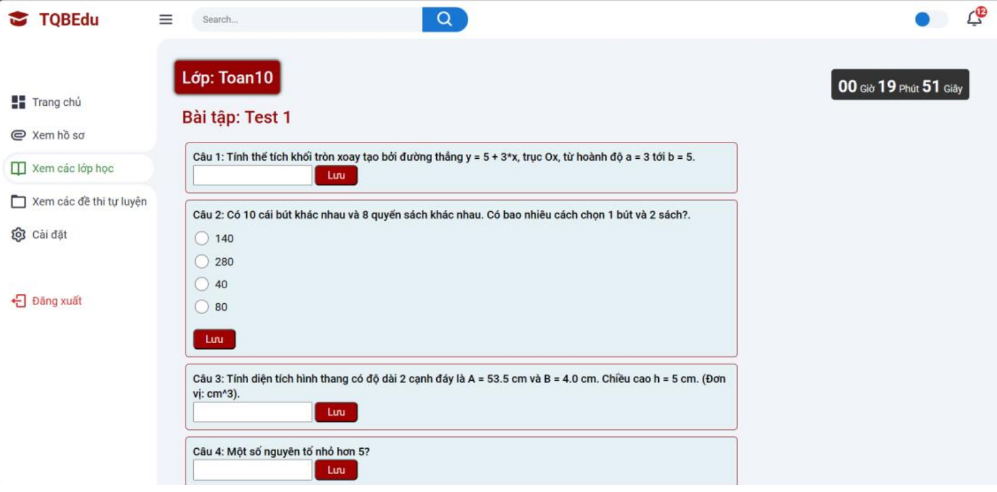 TQBEdu
Search...
12
Trang chủ
Xem hồ sơ
Xem các lớp học
Xem các đề thi tự luyện
Cài đặt
Đăng xuất
Lớp: Toan10
00 Giờ 19 Phút 51 Giây
Bài tập: Test 1
Câu 1: Tính thể tích khối tròn xoay tạo bởi đường thẳng y = 5 + 3*x, trục Ox, từ hoành độ a = 3 tới b = 5.
Lưu
Câu 2: Có 10 cái bút khác nhau và 8 quyển sách khác nhau. Có bao nhiêu cách chọn 1 bút và 2 sách?.
140
280
40
80
Lưu
Câu 3: Tính diện tích hình thang có độ dài 2 cạnh đáy là A = 53.5 cm và B = 4.0 cm. Chiều cao h = 5 cm. (Đơn
vị: cm^3).
Lưu
Câu 4: Một số nguyên tố nhỏ hơn 5?
Lưu